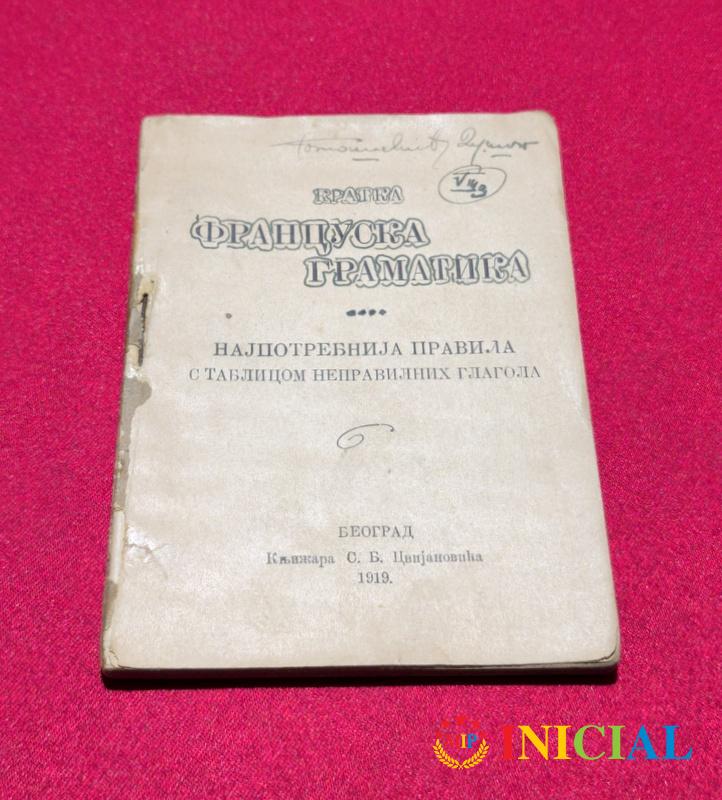 КРАТКА
ФРАНЦУСКА
ГРАМАТИКА
НАЈПОТРЕБНИЈА ПРАВИЛА
С ТАБЛИЦОМ НЕПРАВИЛНИХ ГЛАГОЛА
БЕОГРАД
Књижара С. Б. Цвијановића
1919.
INICIAL